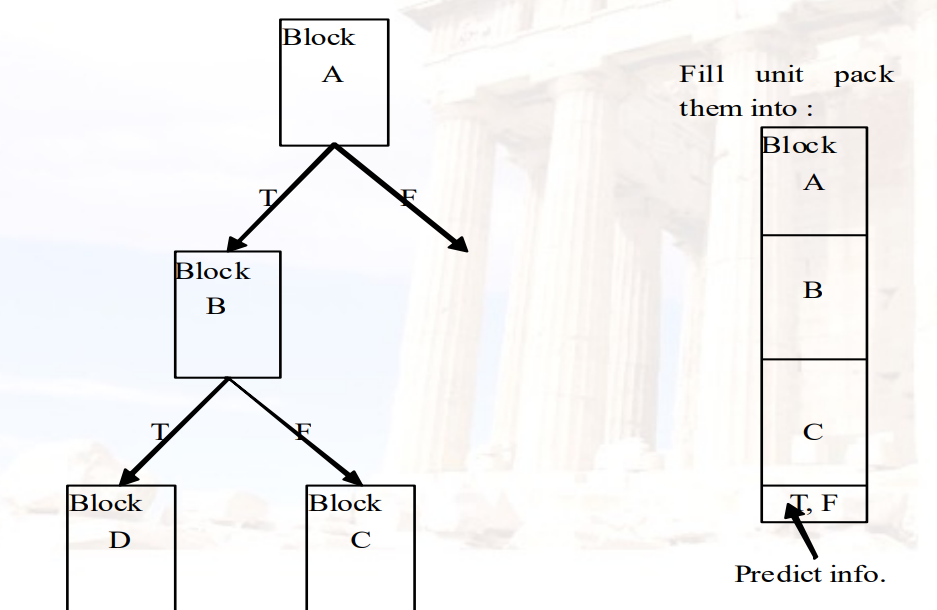 Block
A
Fill unit pack
them into :
Block
A
T
F
Block
B
B
T
F
C
Block
D
Block
C
T, F
Predict info.